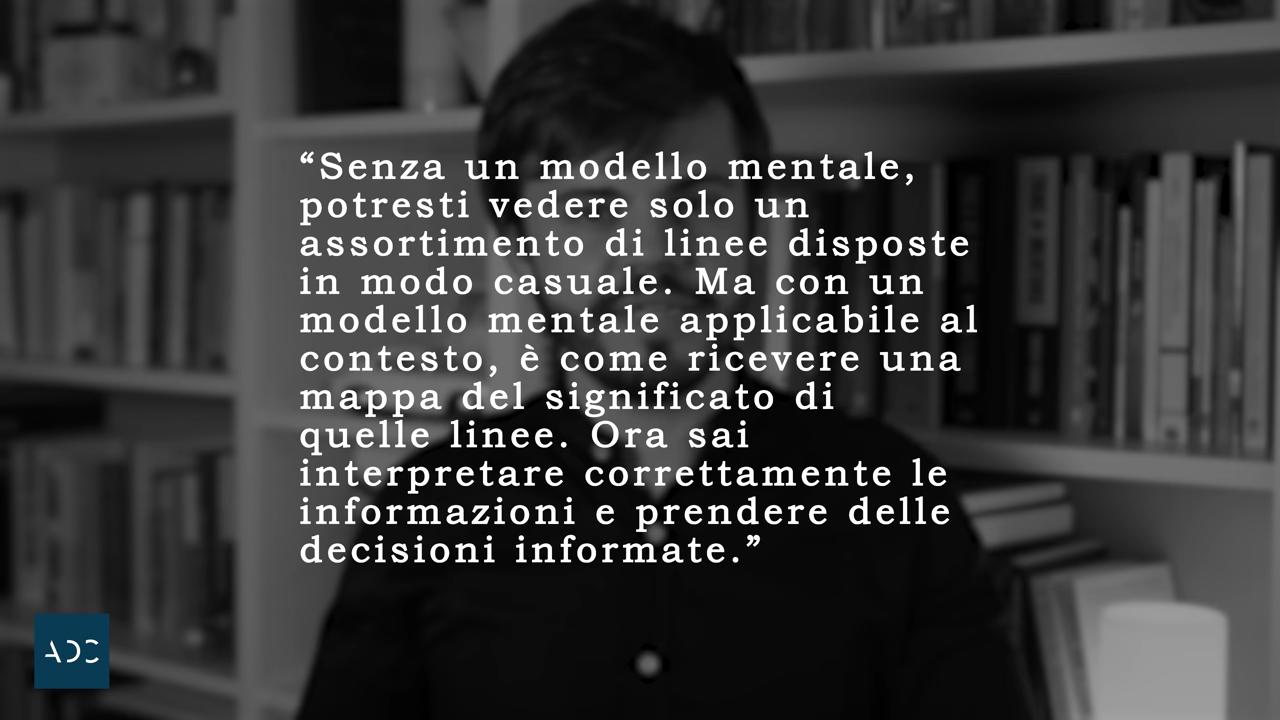 “Senza un modello mentale,
potresti vedere solo un
assortimento di linee disposte
in modo casuale. Ma con un
modello mentale applicabile al
contesto, è come ricevere una
mappa del significato di
quelle linee. Ora sai
interpretare correttamente le
informazioni e prendere delle
decisioni informate.”
ADC